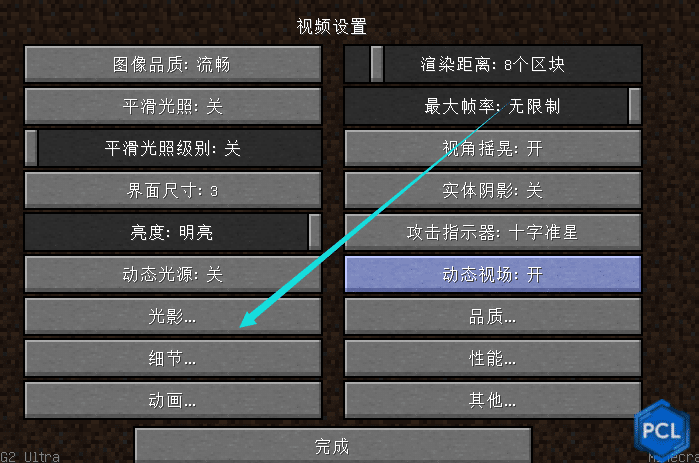 视频设置
图像品质: 流畅
渲染距离: 8个区块
平滑光照: 关
最大帧率: 无限制
平滑光照级别: 关
视角摇晃: 开
界面尺寸: 3
实体阴影: 关
亮度: 明亮
攻击指示器: 十字准星
动态光源: 关
动态视场: 开
光影...
品质...
细节...
性能...
动画...
其他...
完成
PCL
G2 Ultra